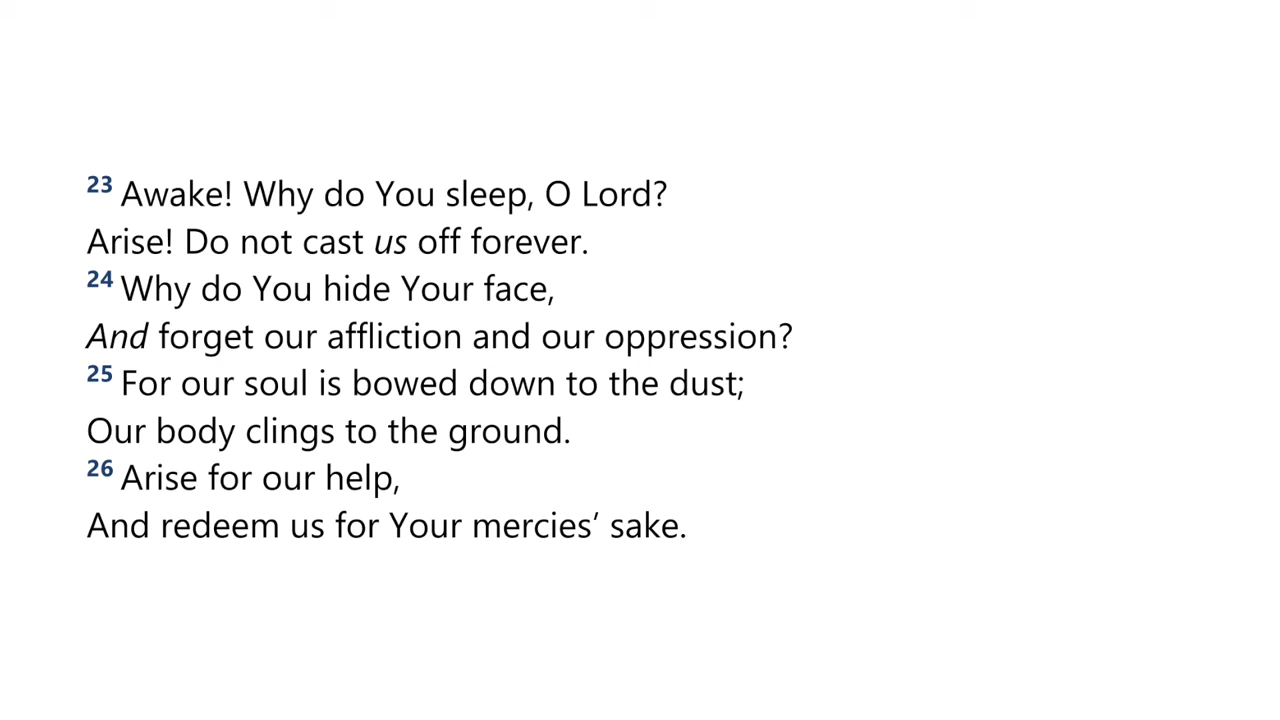 23 Awake! Why do You sleep, O Lord?
Arise! Do not cast us off forever.
24 Why do You hide Your face,
And forget our affliction and our oppression?
25 For our soul is bowed down to the dust;
Our body clings to the ground.
26 Arise for our help,
And redeem us for Your mercies’ sake.